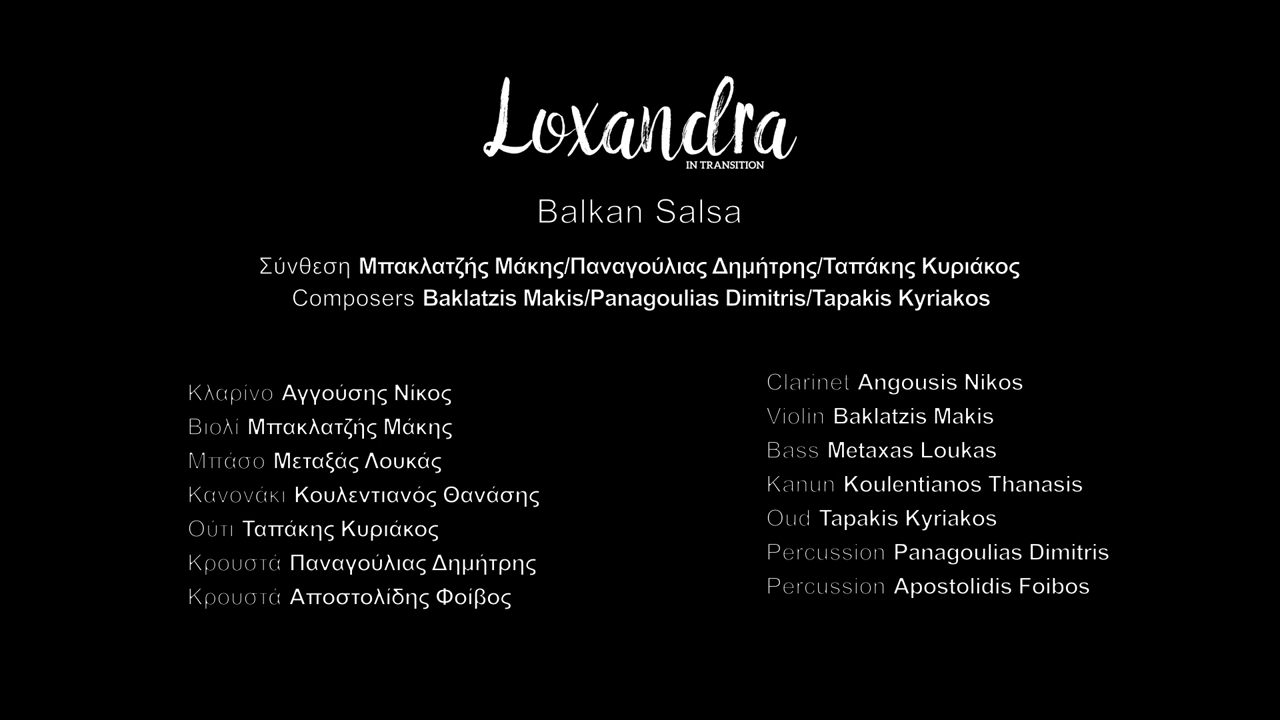 Loxandra
IN TRANSITION
Balkan Salsa
Σύνθεση Μπακλατζής Μάκης/Παναγούλιας Δημήτρης/Ταπάκης Κυριάκος
Composers Baklatzis Makis/Panagoulias Dimitris/Tapakis Kyriakos
Κλαρίνο Αγγούσης Νίκος
Βιολί Μπακλατζής Μάκης
Μπάσο Μεταξάς Λουκάς
Κανονάκι Κουλεντιανός Θανάσης
Ούτι Ταπάκης Κυριάκος
Κρουστά Παναγούλιας Δημήτρης
Κρουστά Αποστολίδης Φοίβος
Clarinet Angousis Nikos
Violin Baklatzis Makis
Bass Metaxas Loukas
Kanun Koulentianos Thanasis
Oud Tapakis Kyriakos
Percussion Panagoulias Dimitris
Percussion Apostolidis Foibos